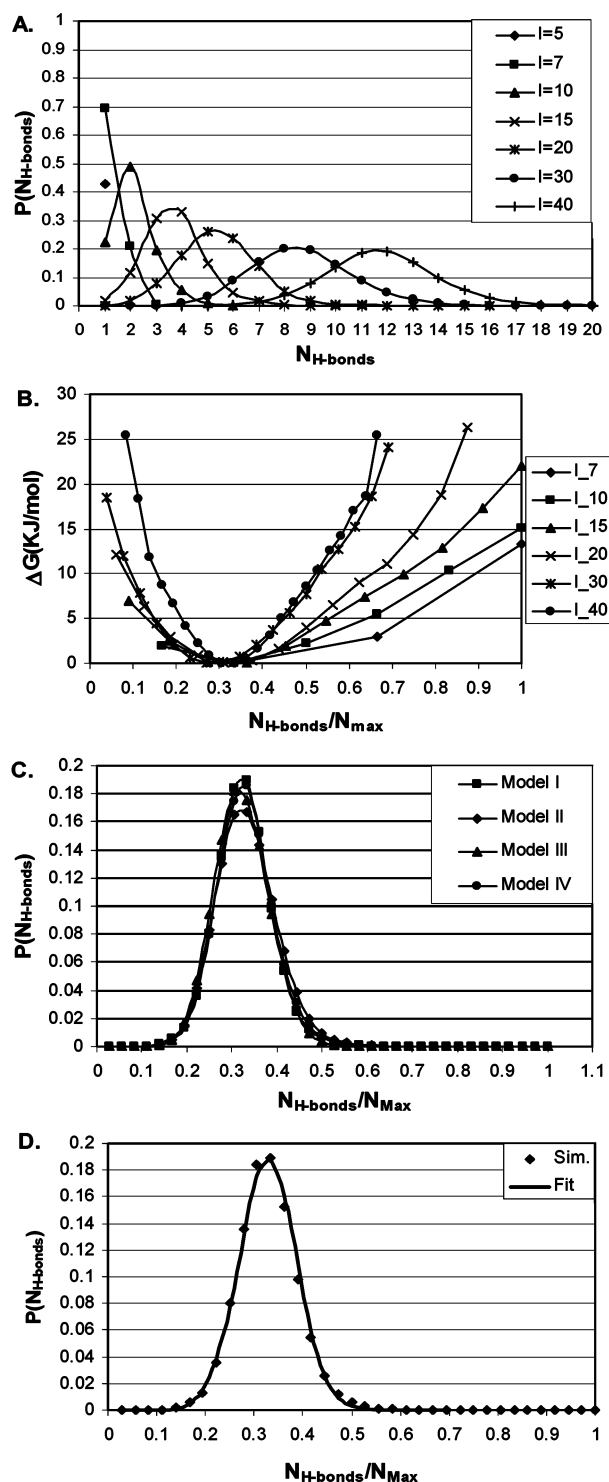 A.
P(NH-bonds)
1
0.9
0.8
0.7
0.6
0.5
0.4
0.3
0.2
0.1
0
0 1 2 3 4 5 6 7 8 9 10 11 12 13 14 15 16 17 18 19 20
NH-bonds
I=5
I=7
I=10
I=15
I=20
I=30
I=40
B.
ΔG(KJ/mol)
30
25
20
15
10
5
0
0 0.1 0.2 0.3 0.4 0.5 0.6 0.7 0.8 0.9 1
NH-bonds/Nmax
I_7
I_10
I_15
I_20
I_30
I_40
C.
P(NH-bonds)
0.2
0.18
0.16
0.14
0.12
0.1
0.08
0.06
0.04
0.02
0
0 0.1 0.2 0.3 0.4 0.5 0.6 0.7 0.8 0.9 1 1.1
NH-bonds/NMax
Model I
Model II
Model III
Model IV
D.
P(NH-bonds)
0.2
0.18
0.16
0.14
0.12
0.1
0.08
0.06
0.04
0.02
0
0 0.1 0.2 0.3 0.4 0.5 0.6 0.7 0.8 0.9 1
NH-bonds/NMax
Sim.
Fit